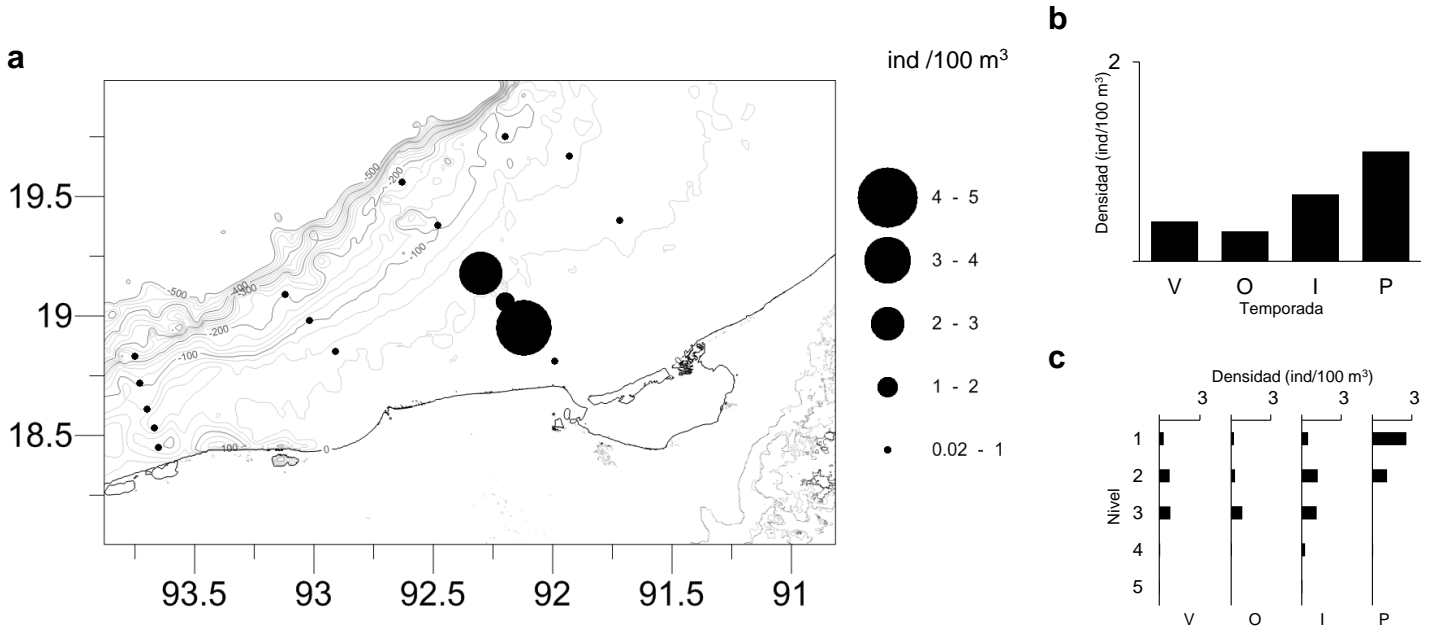 a
ind /100 m³
-500
-200
-100
-500
-400
-300
-200
-100
100
0
19.5
19
18.5
93.5 93 92.5 92 91.5 91
4 - 5
3 - 4
2 - 3
1 - 2
0.02 - 1
b
Densidad (ind/100 m³)
2
V O I P
Temporada
c
Densidad (ind/100 m³)
3 3 3 3
Nivel
1
2
3
4
5
V O I P